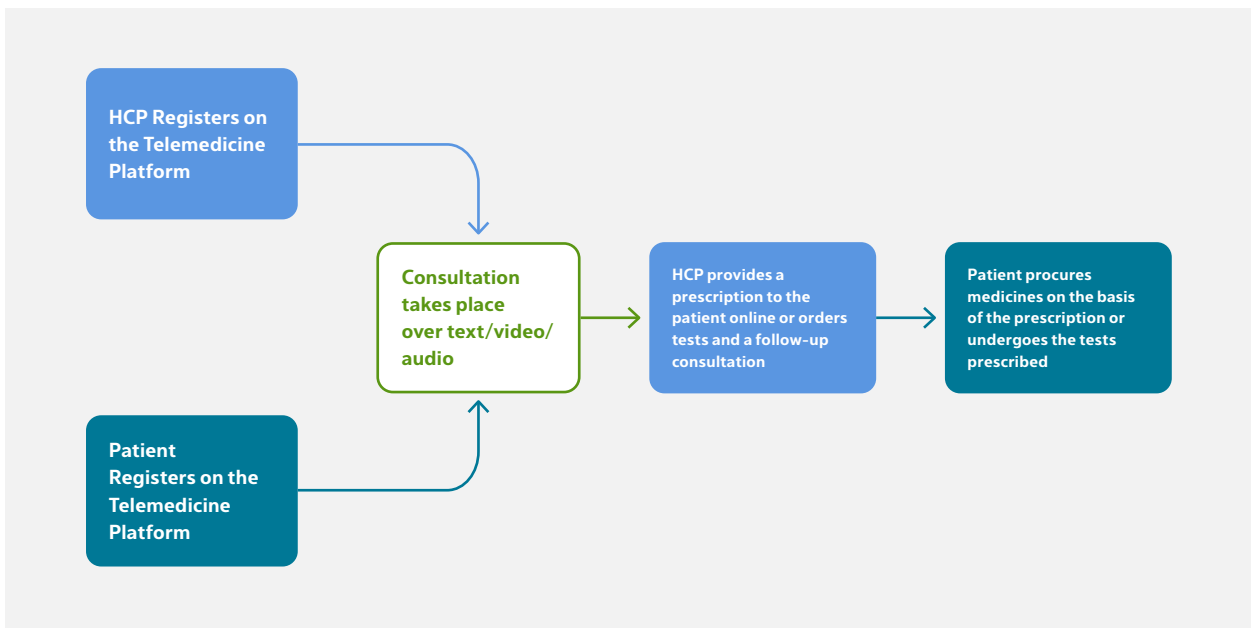 HCP Registers on
the Telemedicine
Platform
Consultation
takes place
over text/video/
audio
HCP provides a
prescription to the
patient online or orders
tests and a follow-up
consultation
Patient procures
medicines on the basis
of the prescription or
undergoes the tests
prescribed
Patient
Registers on the
Telemedicine
Platform